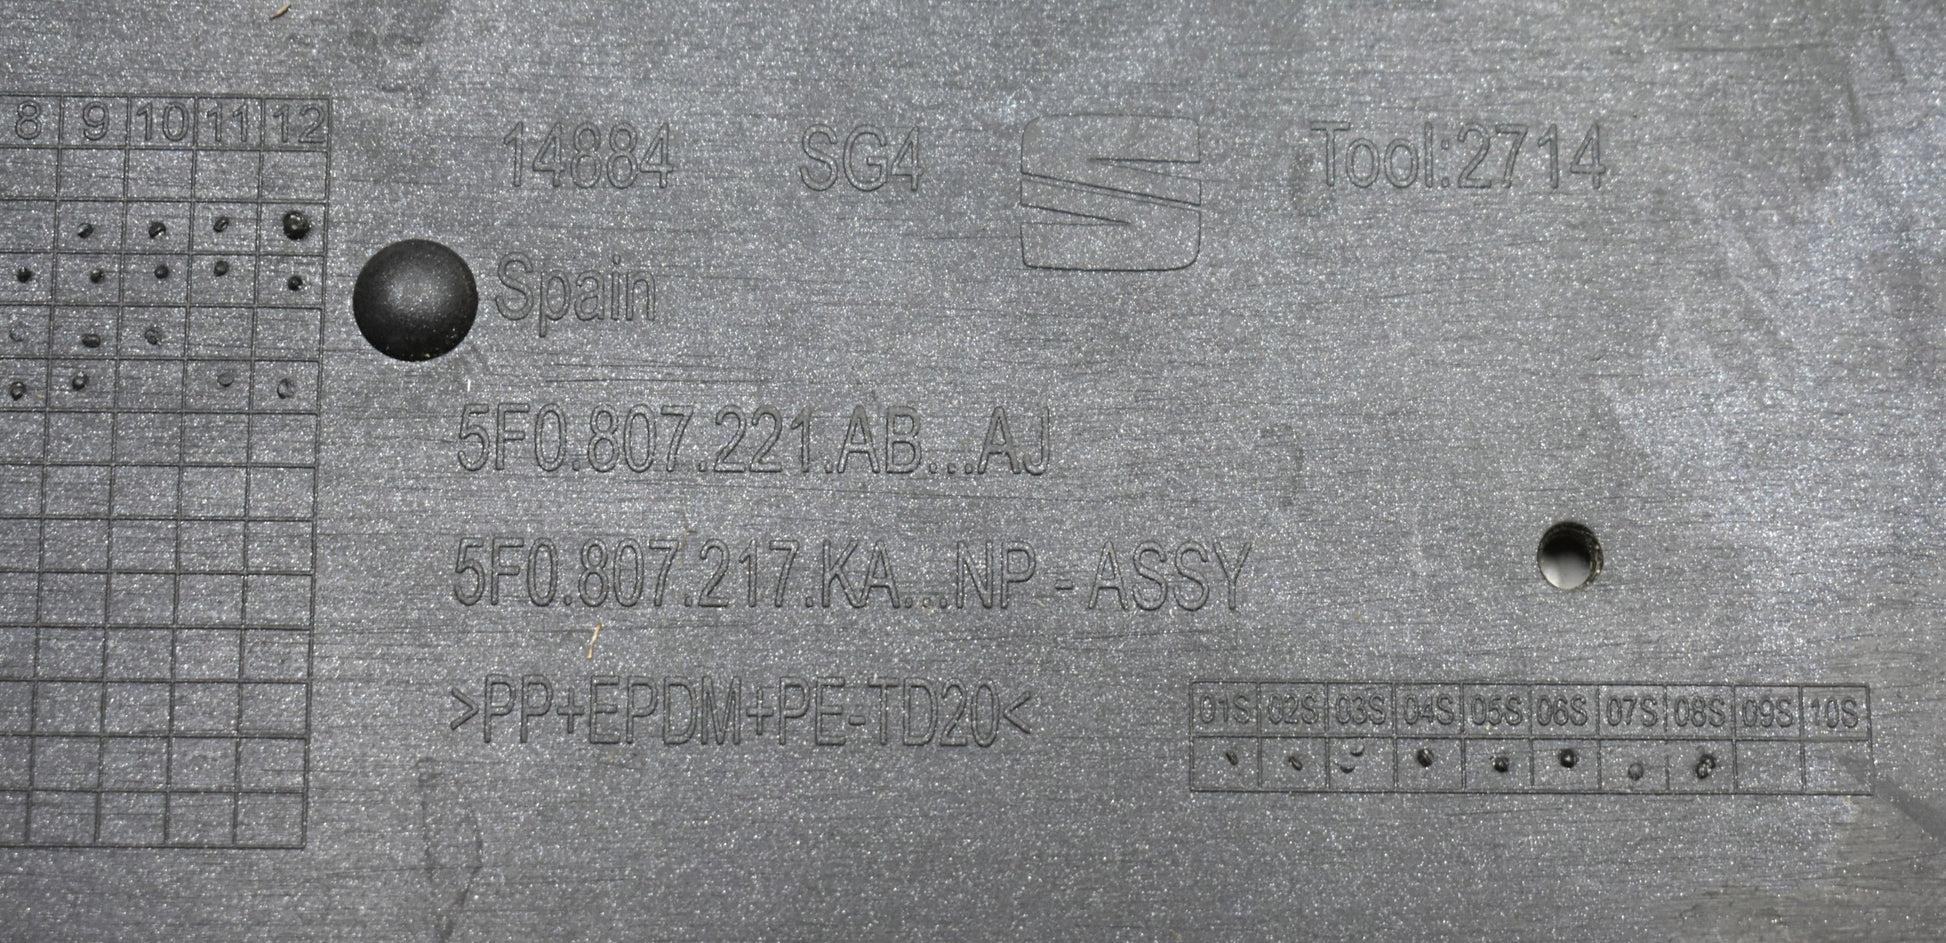 8 9 10 11 12
14884 SG4 Tool:2714
Spain
5F0.807.221.AB...AJ
5F0.807.217.KA...NP - ASSY
>PP+EPDM+PE-TD20<
01S 02S 03S 04S 05S 06S 07S 08S 09S 10S